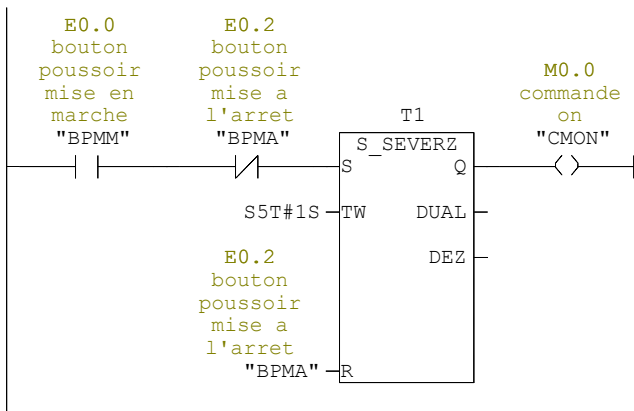 E0.0
bouton
poussoir
mise en
marche
"BPMM"
E0.2
bouton
poussoir
mise a
l'arret
"BPMA"
T1
S_SEVERZ
S
Q
M0.0
commande
on
"CMON"
S5T#1S
TW
DUAL
DEZ
E0.2
bouton
poussoir
mise a
l'arret
"BPMA"
R